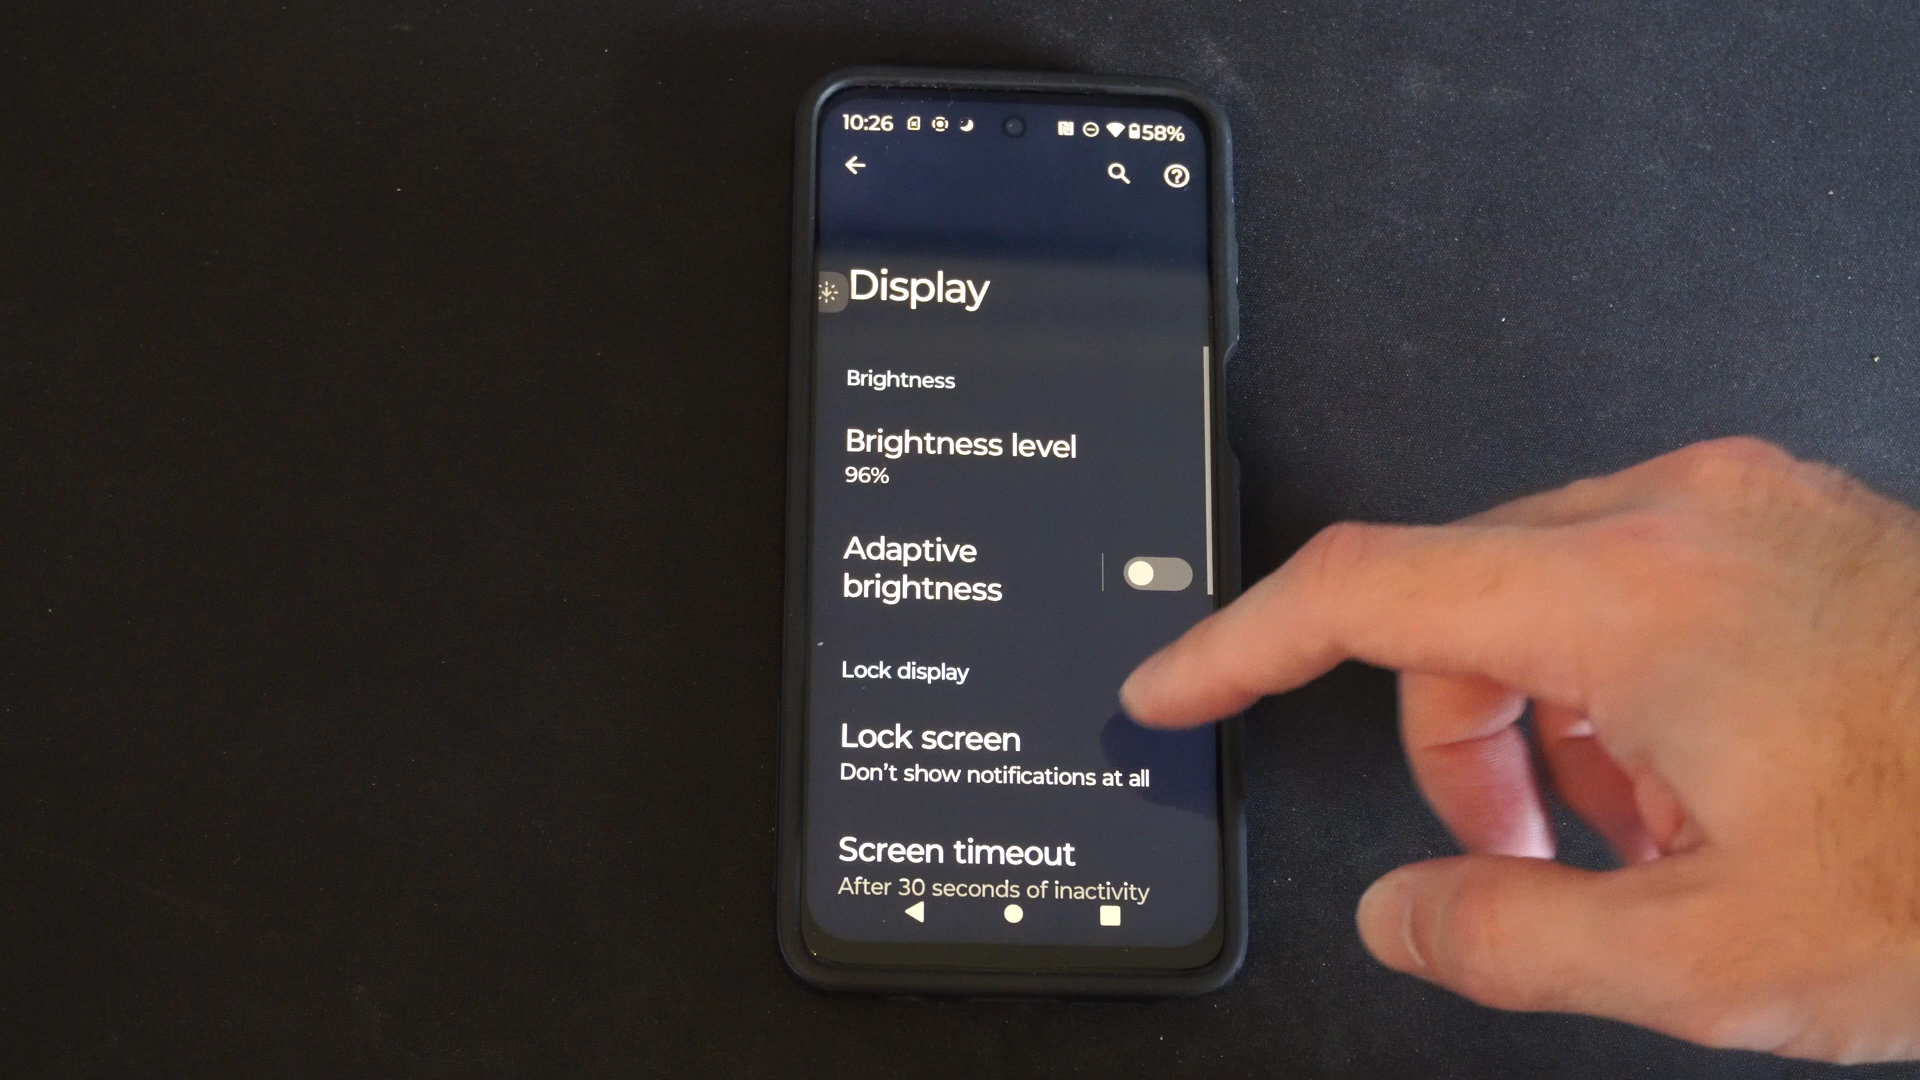 10:26 58%
Display
Brightness
Brightness level
96%
Adaptive
brightness
Lock display
Lock screen
Don't show notifications at all
Screen timeout
After 30 seconds of inactivity